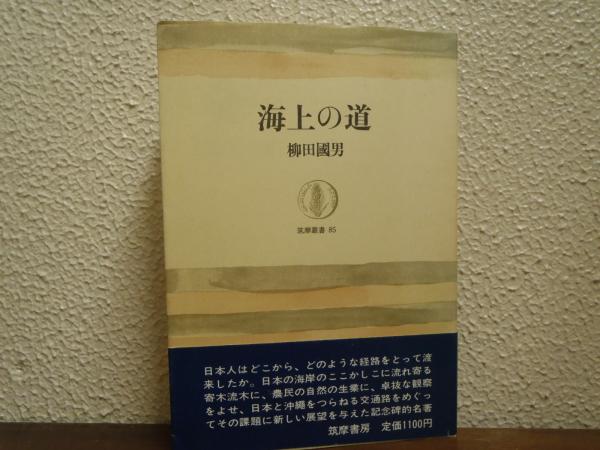 海上の道
柳田國男
筑摩叢書 85
日本人はどこから、どのような経路をとって渡
来したか。日本の海岸のここかしこに流れ寄る
寄木流木に、農民の自然の生業に、卓抜な観察
をよせ、日本と沖縄をつらねる交通路をめぐっ
てその課題に新しい展望を与えた記念碑的名著
筑摩書房 定価1100円